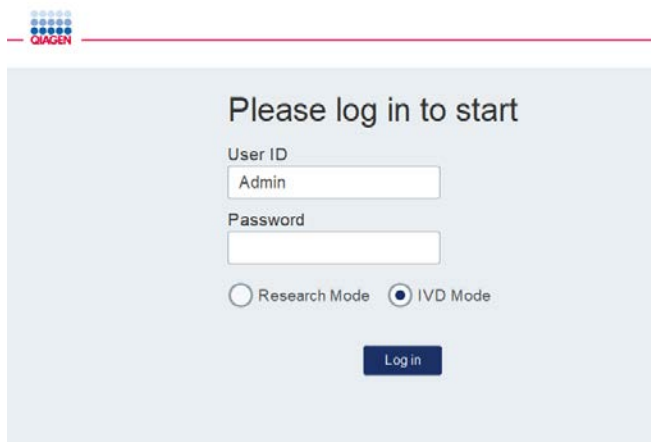 QIAGEN
Please log in to start
User ID
Admin
Password
Research Mode IVD Mode
Log in